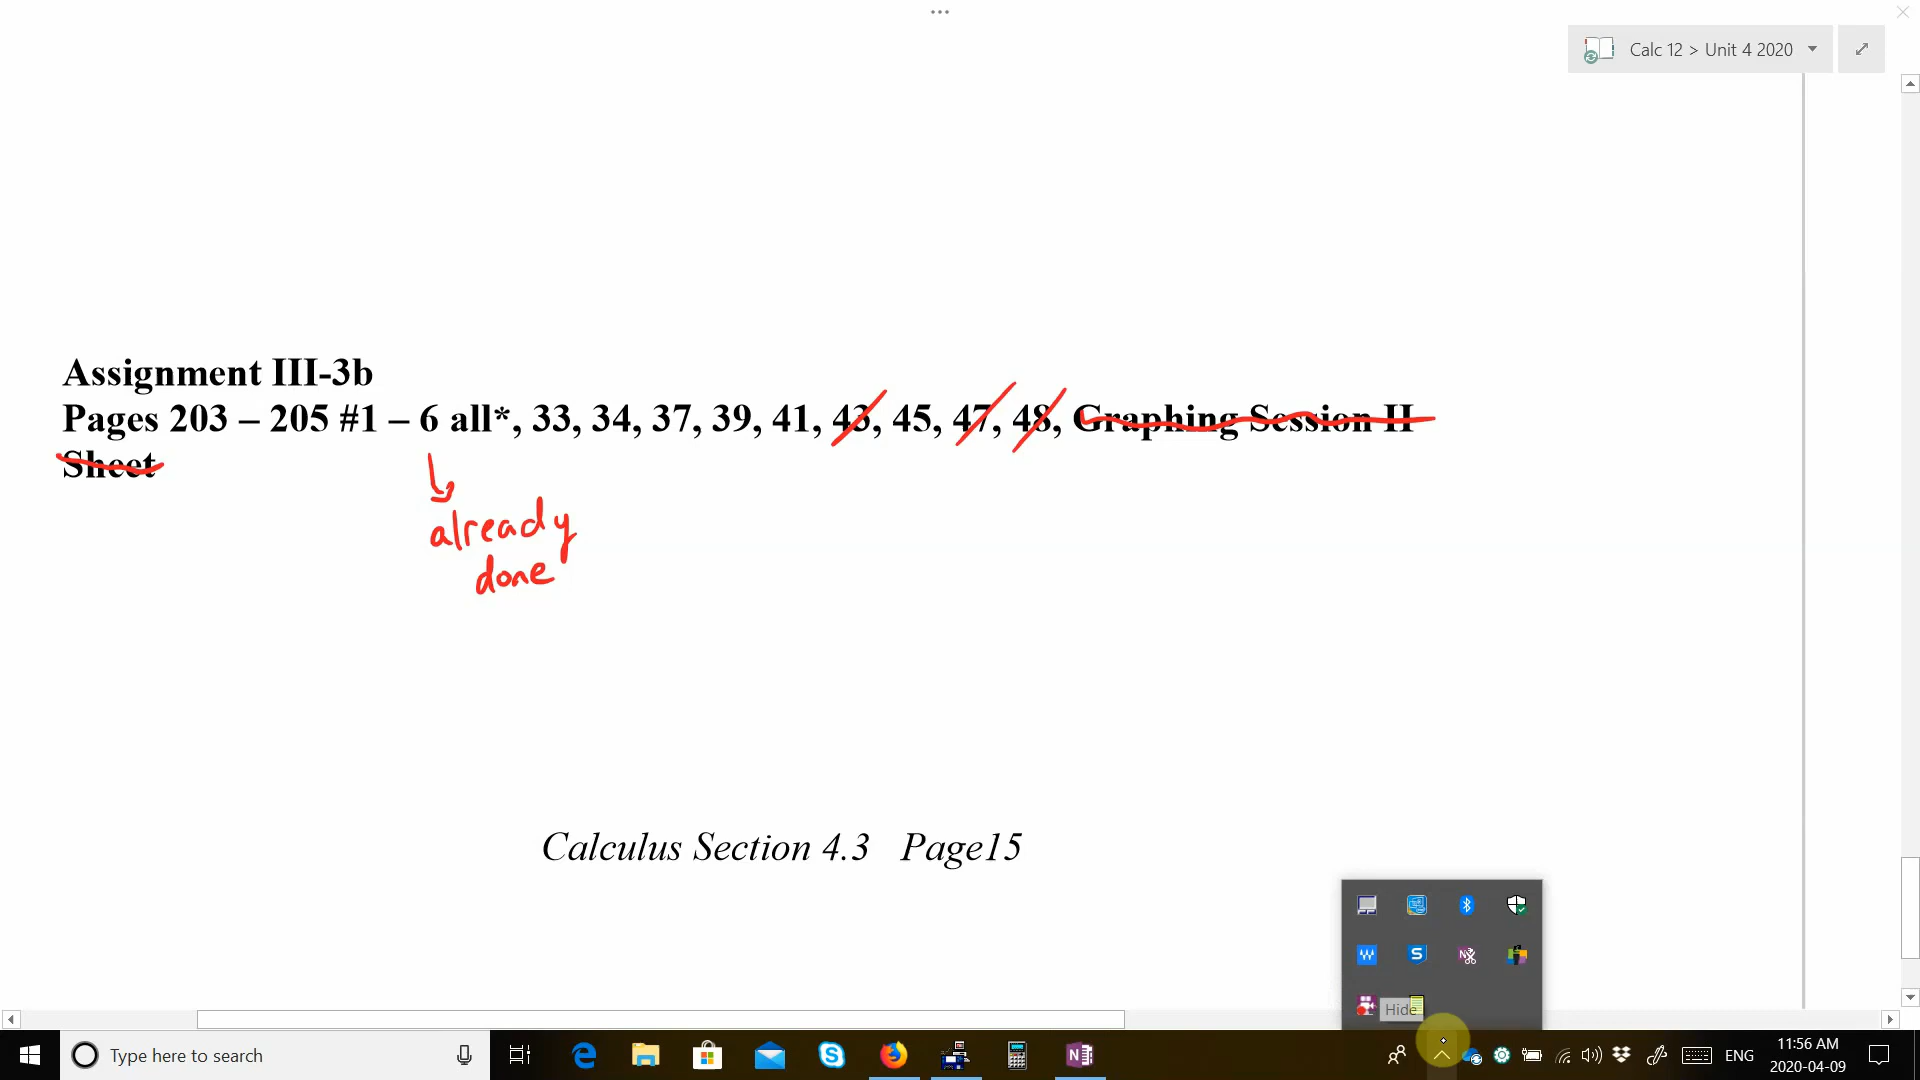 Calc 12 > Unit 4 2020
Assignment III-3b
Pages 203 – 205 #1 – 6 all*, 33, 34, 37, 39, 41, 43, 45, 47, 48, Graphing Session II
Sheet
already
done
Calculus Section 4.3 Page15
Hide
Type here to search
ENG
11:56 AM
2020-04-09